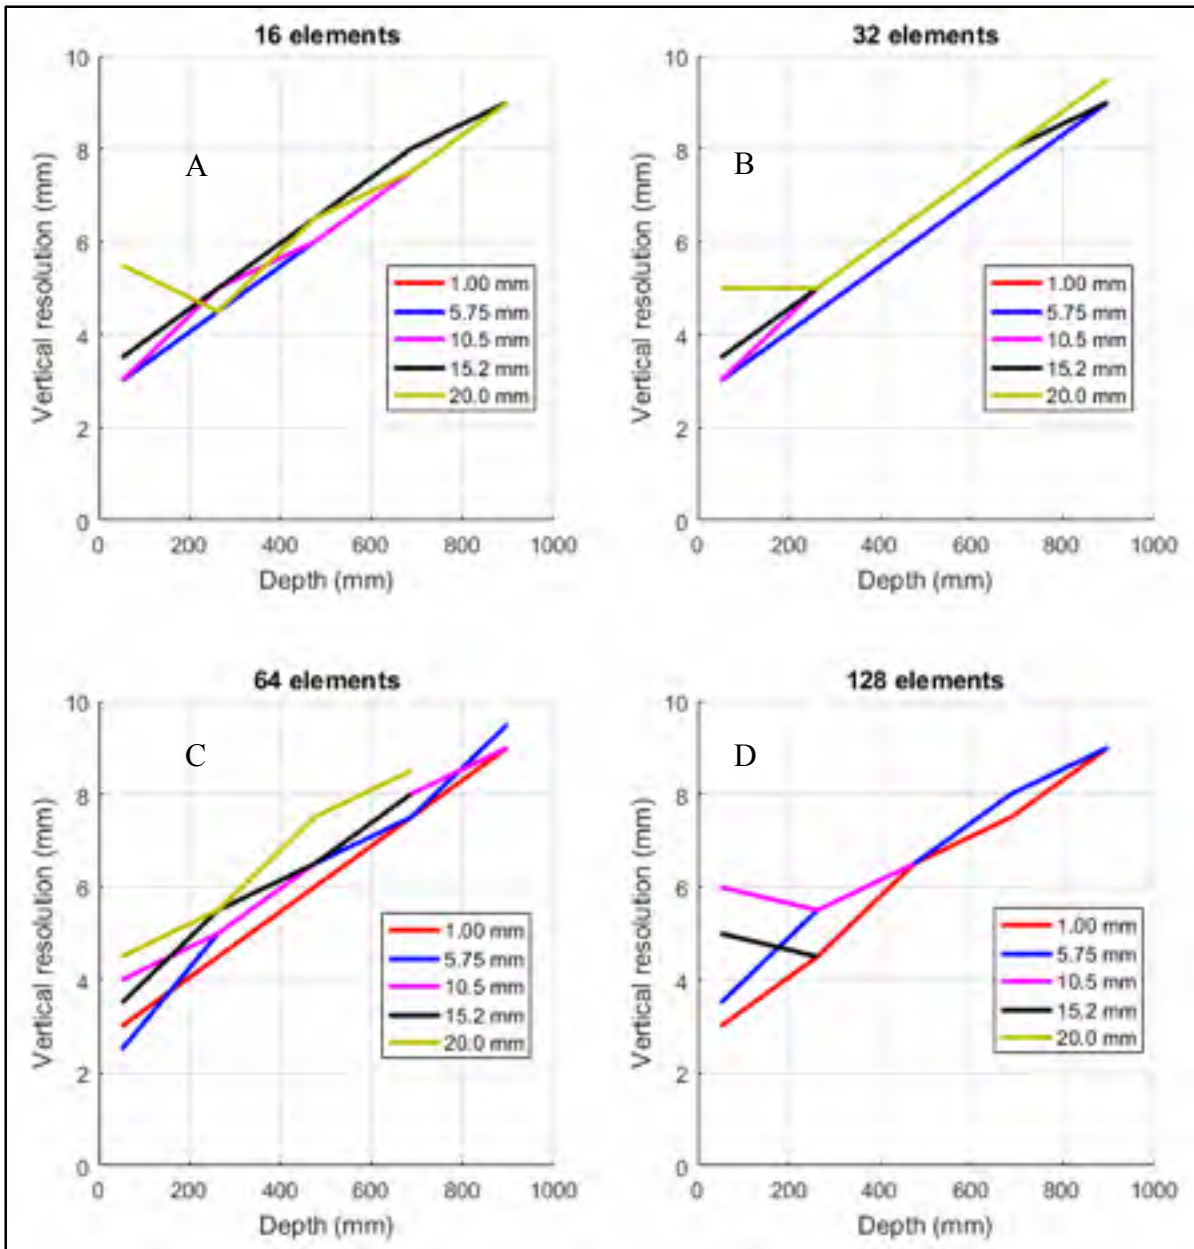 16 elements
A
Vertical resolution (mm)
10
8
6
4
2
0
1.00 mm
5.75 mm
10.5 mm
15.2 mm
20.0 mm
0 200 400 600 800 1000
Depth (mm)
32 elements
B
Vertical resolution (mm)
10
8
6
4
2
0
1.00 mm
5.75 mm
10.5 mm
15.2 mm
20.0 mm
0 200 400 600 800 1000
Depth (mm)
64 elements
C
Vertical resolution (mm)
10
8
6
4
2
0
1.00 mm
5.75 mm
10.5 mm
15.2 mm
20.0 mm
0 200 400 600 800 1000
Depth (mm)
128 elements
D
Vertical resolution (mm)
10
8
6
4
2
0
1.00 mm
5.75 mm
10.5 mm
15.2 mm
20.0 mm
0 200 400 600 800 1000
Depth (mm)